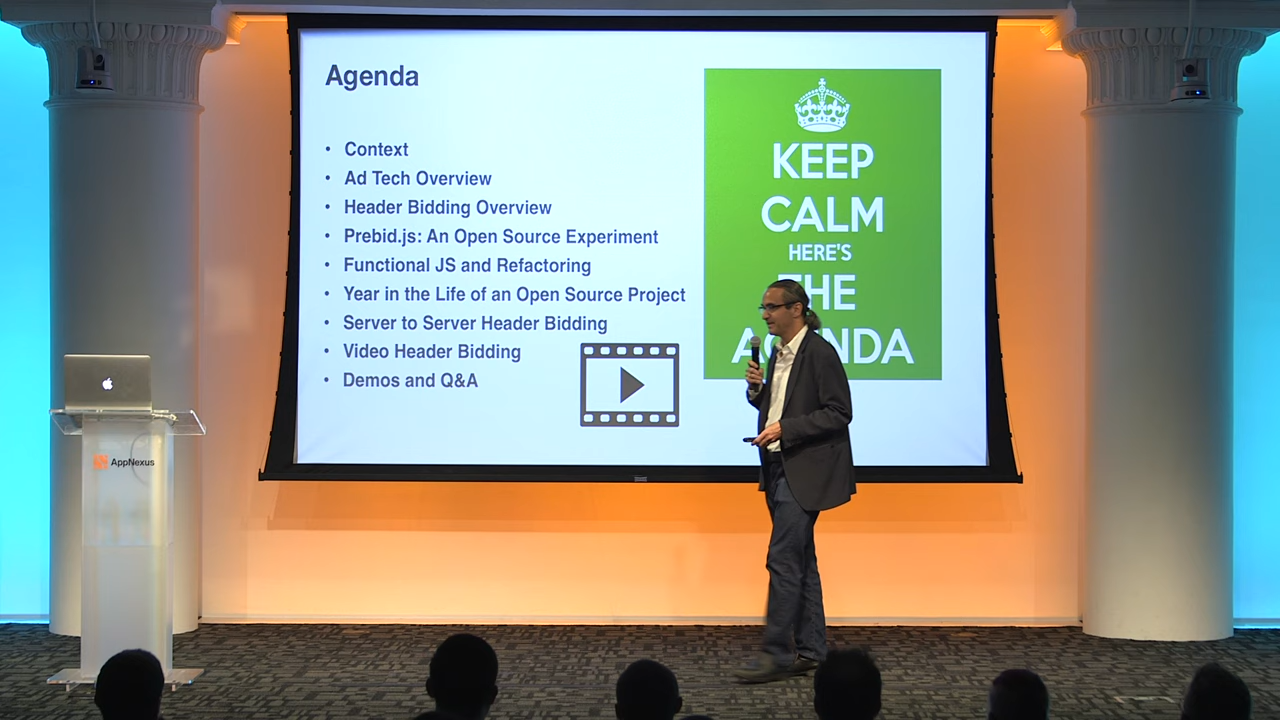 Agenda
• Context
• Ad Tech Overview
• Header Bidding Overview
• Prebid.js: An Open Source Experiment
• Functional JS and Refactoring
• Year in the Life of an Open Source Project
• Server to Server Header Bidding
• Video Header Bidding
• Demos and Q&A
KEEP
CALM
HERE'S
THE
AGENDA
AppNexus